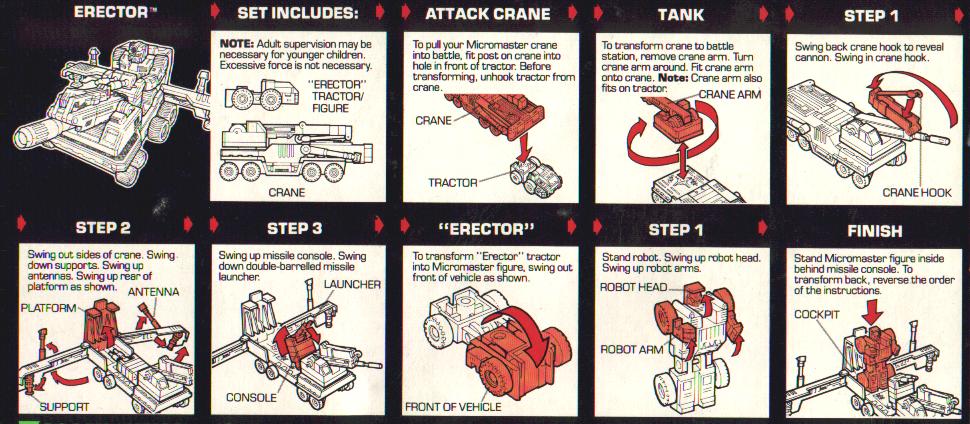 ERECTOR™
SET INCLUDES:
NOTE: Adult supervision may be
necessary for younger children.
Excessive force is not necessary.
"ERECTOR"
TRACTOR/
FIGURE
CRANE
ATTACK CRANE
To pull your Micromaster crane
into battle, fit post on crane into
hole in front of tractor. Before
transforming, unhook tractor from
crane.
CRANE
TRACTOR
TANK
To transform crane to battle
station, remove crane arm. Turn
crane arm around. Fit crane arm
onto crane. Note: Crane arm also
fits on tractor.
CRANE ARM
STEP 1
Swing back crane hook to reveal
cannon. Swing in crane hook.
CRANE HOOK
STEP 2
Swing out sides of crane. Swing
down supports. Swing up
antennas. Swing up rear of
platform as shown.
ANTENNA
PLATFORM
SUPPORT
STEP 3
Swing up missile console. Swing
down double-barrelled missile
launcher.
LAUNCHER
CONSOLE
"ERECTOR"
To transform "Erector" tractor
into Micromaster figure, swing out
front of vehicle as shown.
FRONT OF VEHICLE
STEP 1
Stand robot. Swing up robot head.
Swing up robot arms.
ROBOT HEAD
ROBOT ARM
FINISH
Stand Micromaster figure inside
behind missile console. To
transform back, reverse the order
of the instructions.
COCKPIT